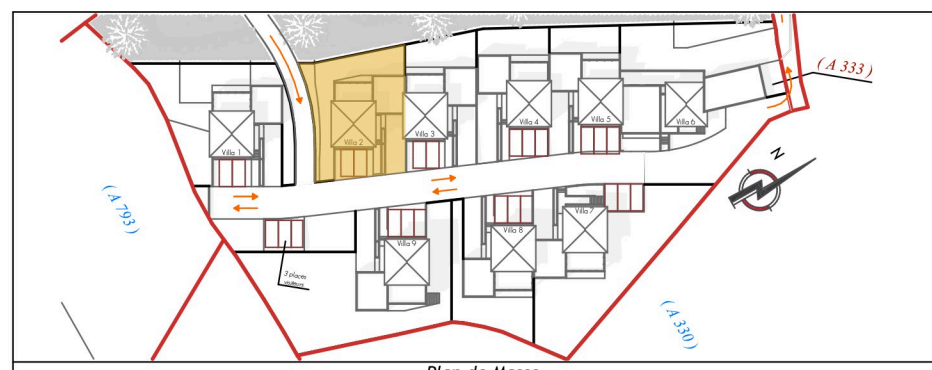 ( A 333 )
Villa 1
Villa 2
Villa 3
Villa 4
Villa 5
Villa 6
N
( A 793 )
Villa 9
Villa 8
Villa 7
3 places
visiteurs
( A 330 )
Plan de Masse